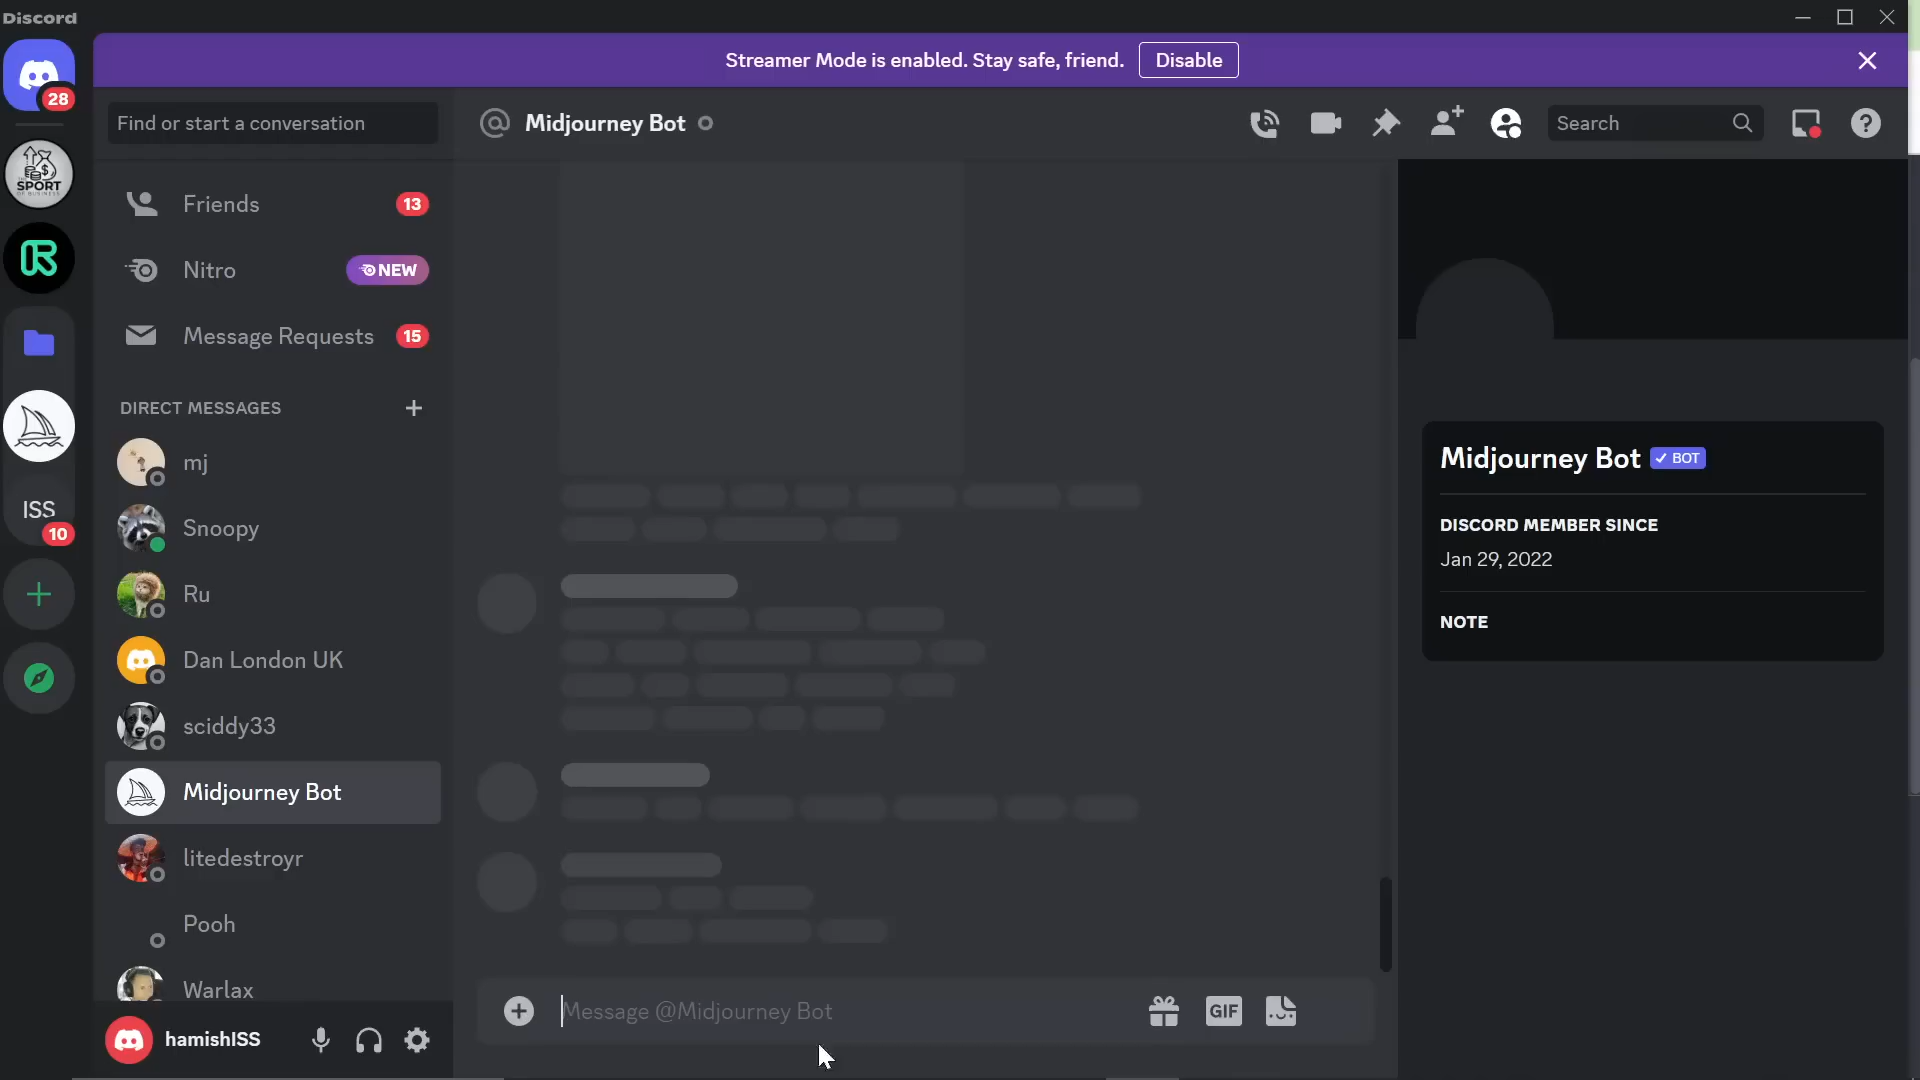 Discord
Streamer Mode is enabled. Stay safe, friend.
Disable
28
Find or start a conversation
Midjourney Bot
Search
SPORT
Friends
13
Nitro
NEW
Message Requests
15
DIRECT MESSAGES
mj
ISS
10
Snoopy
Ru
Dan London UK
sciddy33
Midjourney Bot
litedestroyr
Pooh
Warlax
hamishISS
Message @Midjourney Bot
GIF
Midjourney Bot
BOT
DISCORD MEMBER SINCE
Jan 29, 2022
NOTE